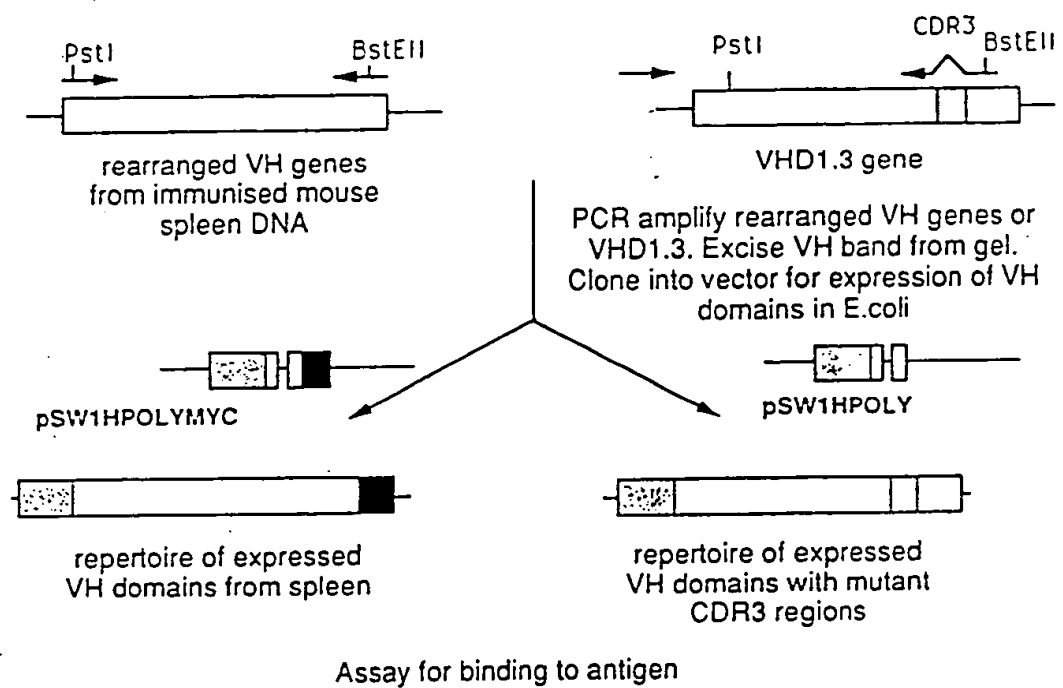 PstI
BstEII
rearranged VH genes
from immunised mouse
spleen DNA
PstI
CDR3
BstEII
VHD1.3 gene
PCR amplify rearranged VH genes or
VHD1.3. Excise VH band from gel.
Clone into vector for expression of VH
domains in E.coli
pSW1HPOLYMYC
pSW1HPOLY
repertoire of expressed
VH domains from spleen
repertoire of expressed
VH domains with mutant
CDR3 regions
Assay for binding to antigen